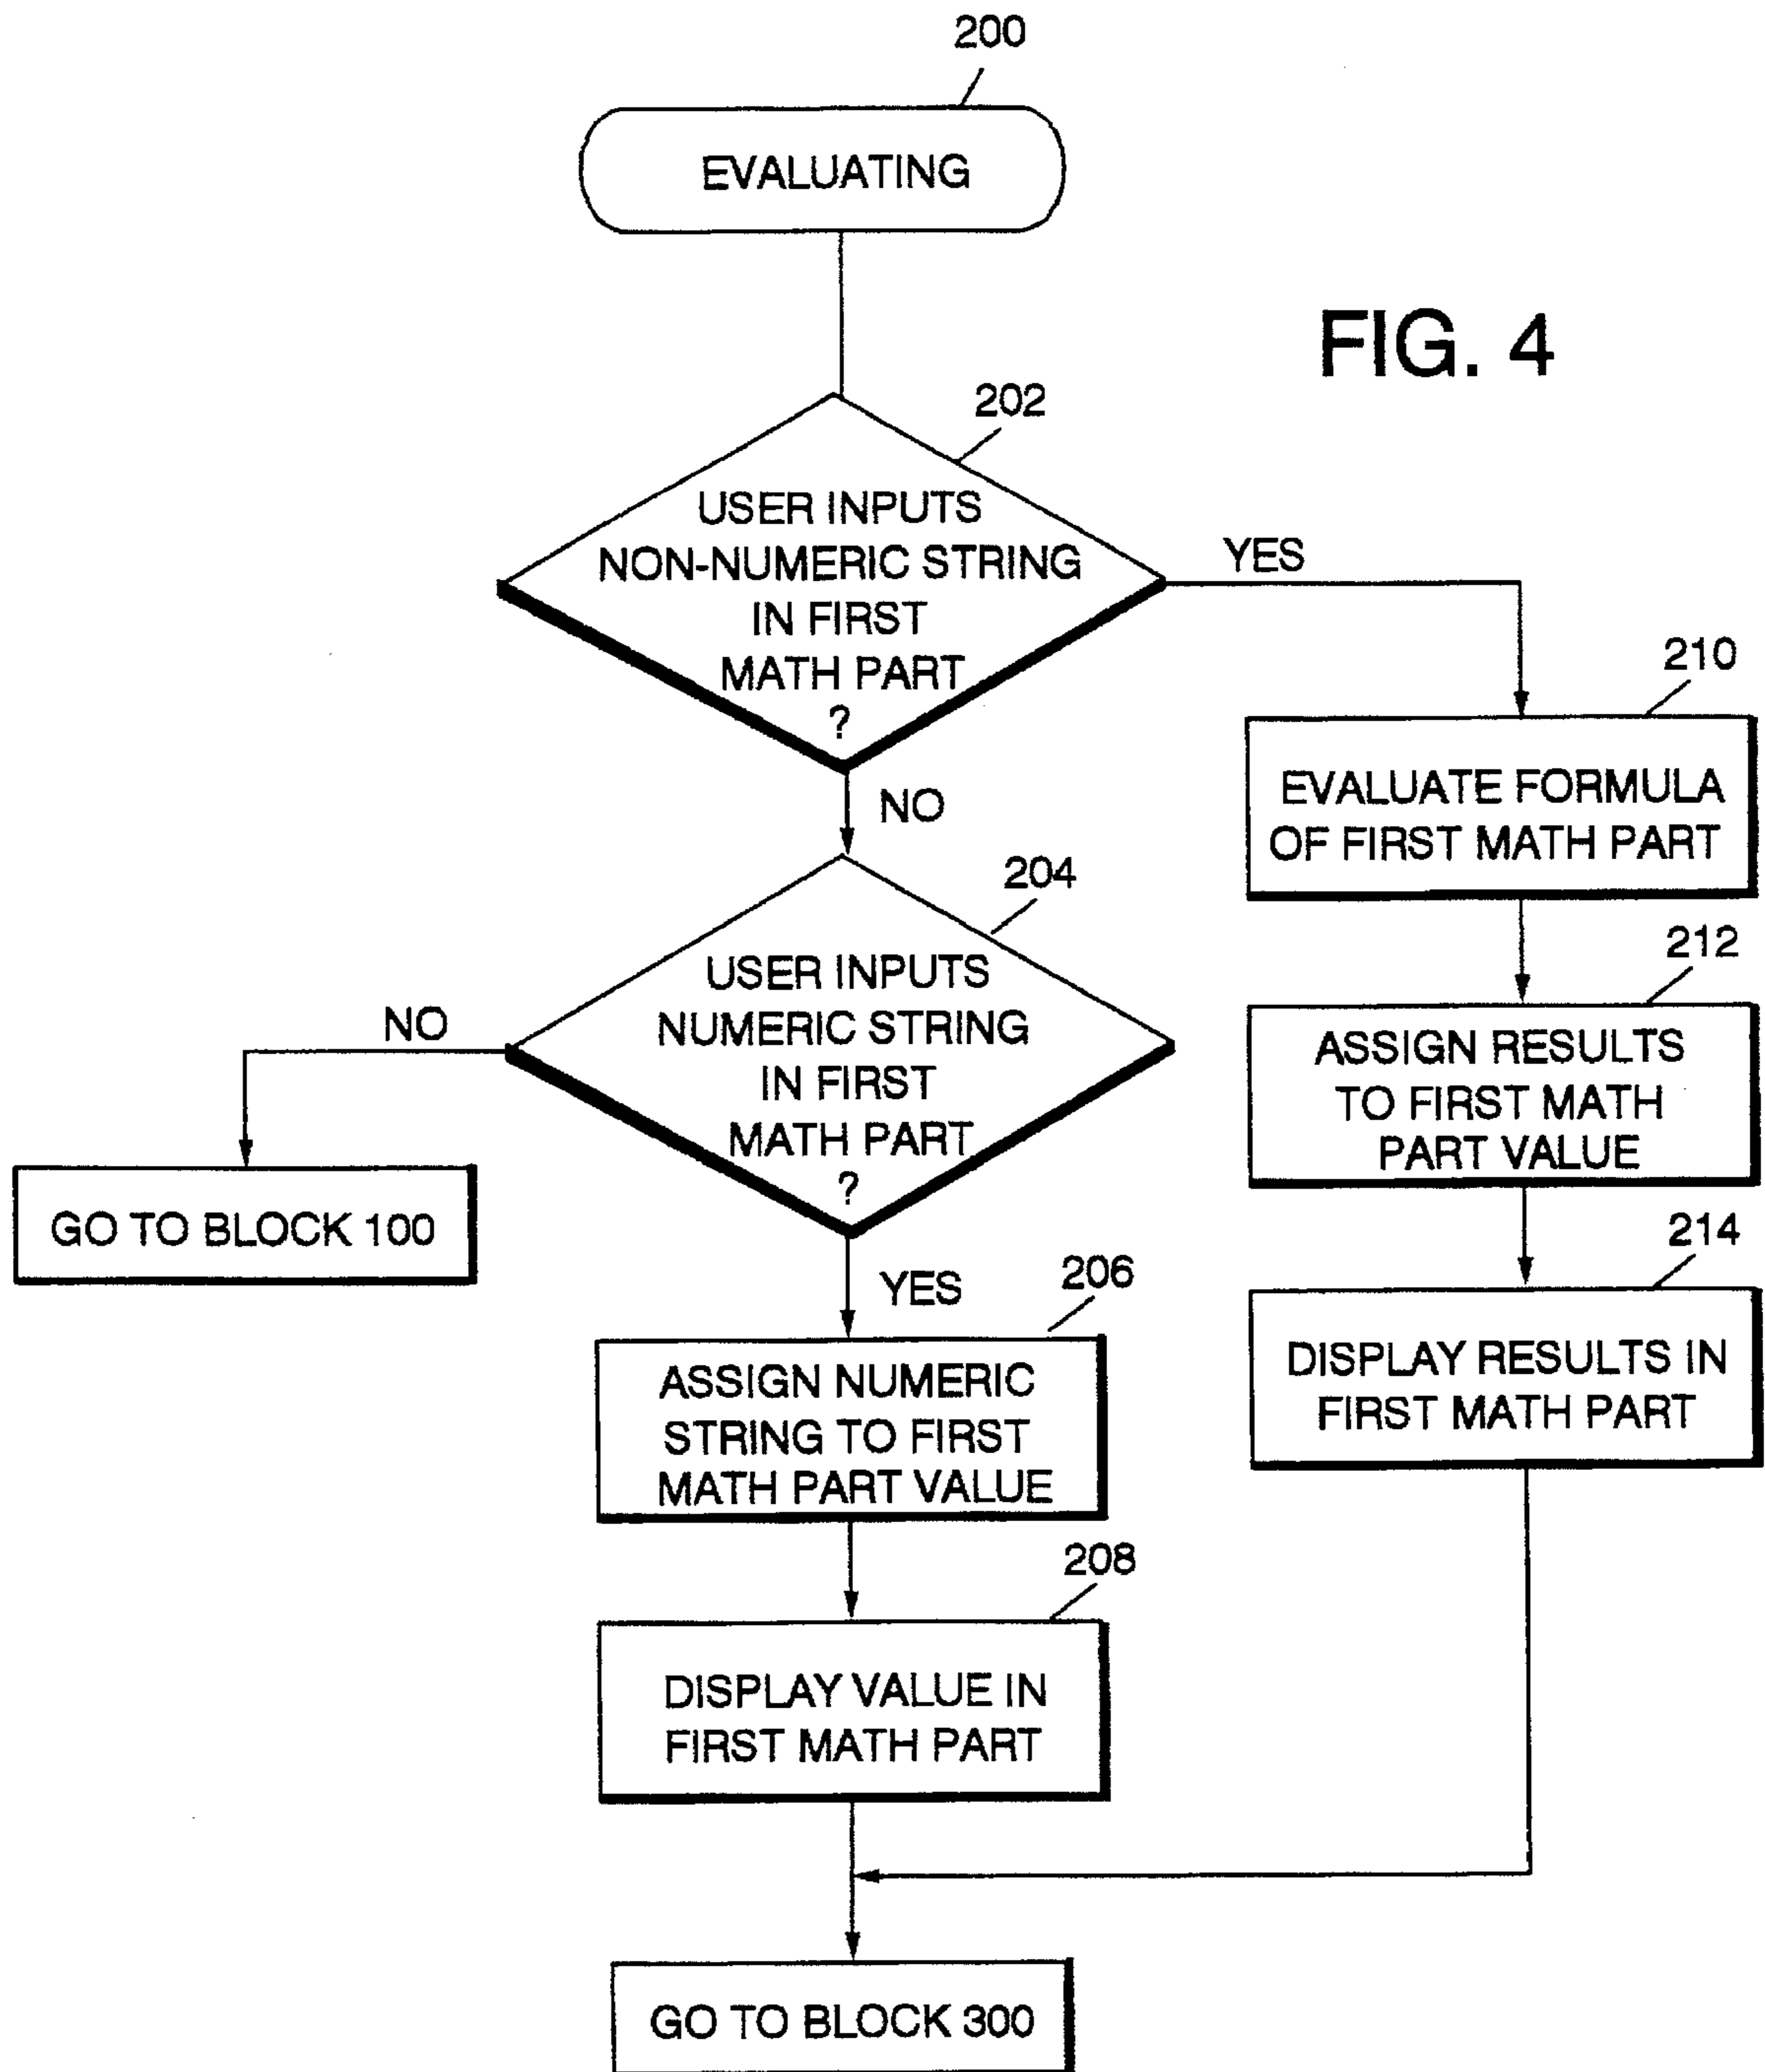 200
EVALUATING
FIG. 4
202
USER INPUTS
NON-NUMERIC STRING
IN FIRST
MATH PART
?
YES
NO
210
EVALUATE FORMULA
OF FIRST MATH PART
204
USER INPUTS
NUMERIC STRING
IN FIRST
MATH PART
?
NO
GO TO BLOCK 100
YES
212
ASSIGN RESULTS
TO FIRST MATH
PART VALUE
214
DISPLAY RESULTS IN
FIRST MATH PART
206
ASSIGN NUMERIC
STRING TO FIRST
MATH PART VALUE
208
DISPLAY VALUE IN
FIRST MATH PART
GO TO BLOCK 300